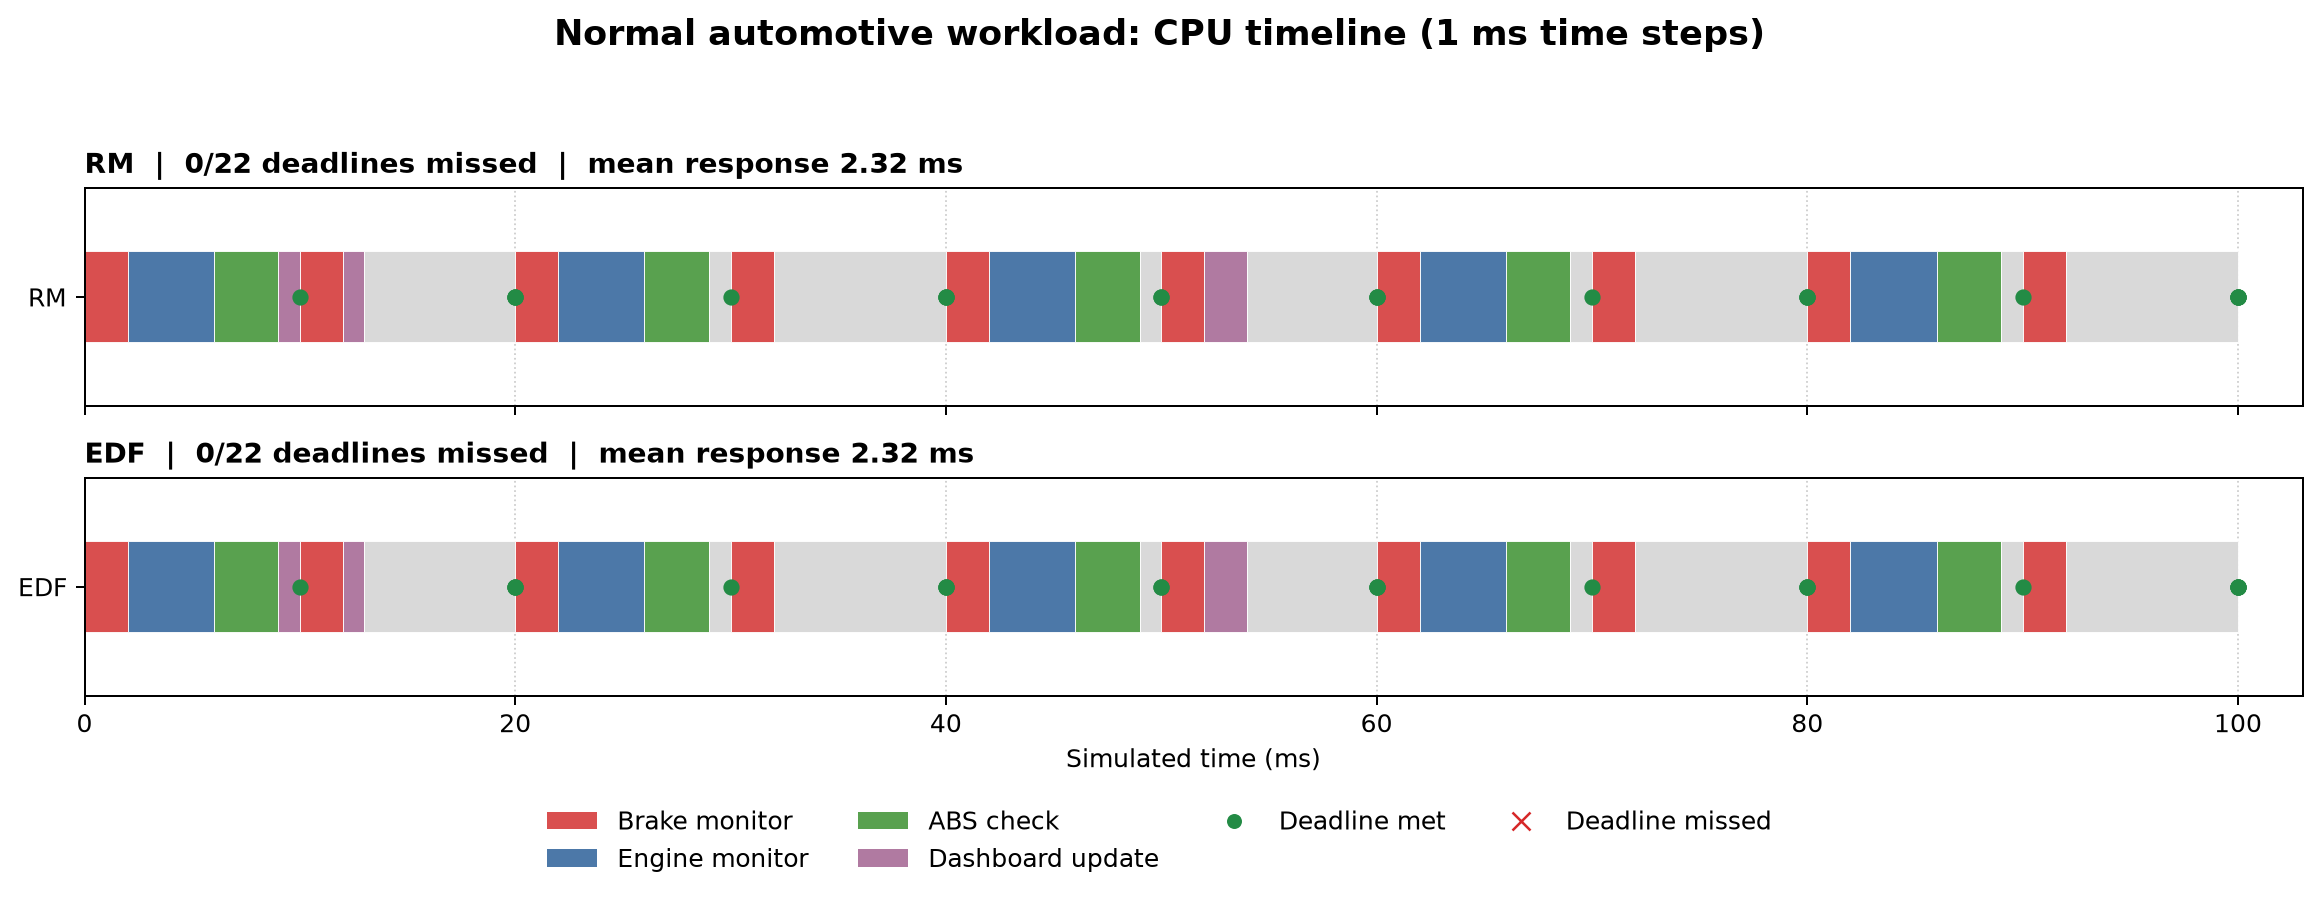 Normal automotive workload: CPU timeline (1 ms time steps)
RM | 0/22 deadlines missed | mean response 2.32 ms
RM
EDF | 0/22 deadlines missed | mean response 2.32 ms
EDF
0 20 40 60 80 100
Simulated time (ms)
Brake monitor ABS check Deadline met Deadline missed
Engine monitor Dashboard update